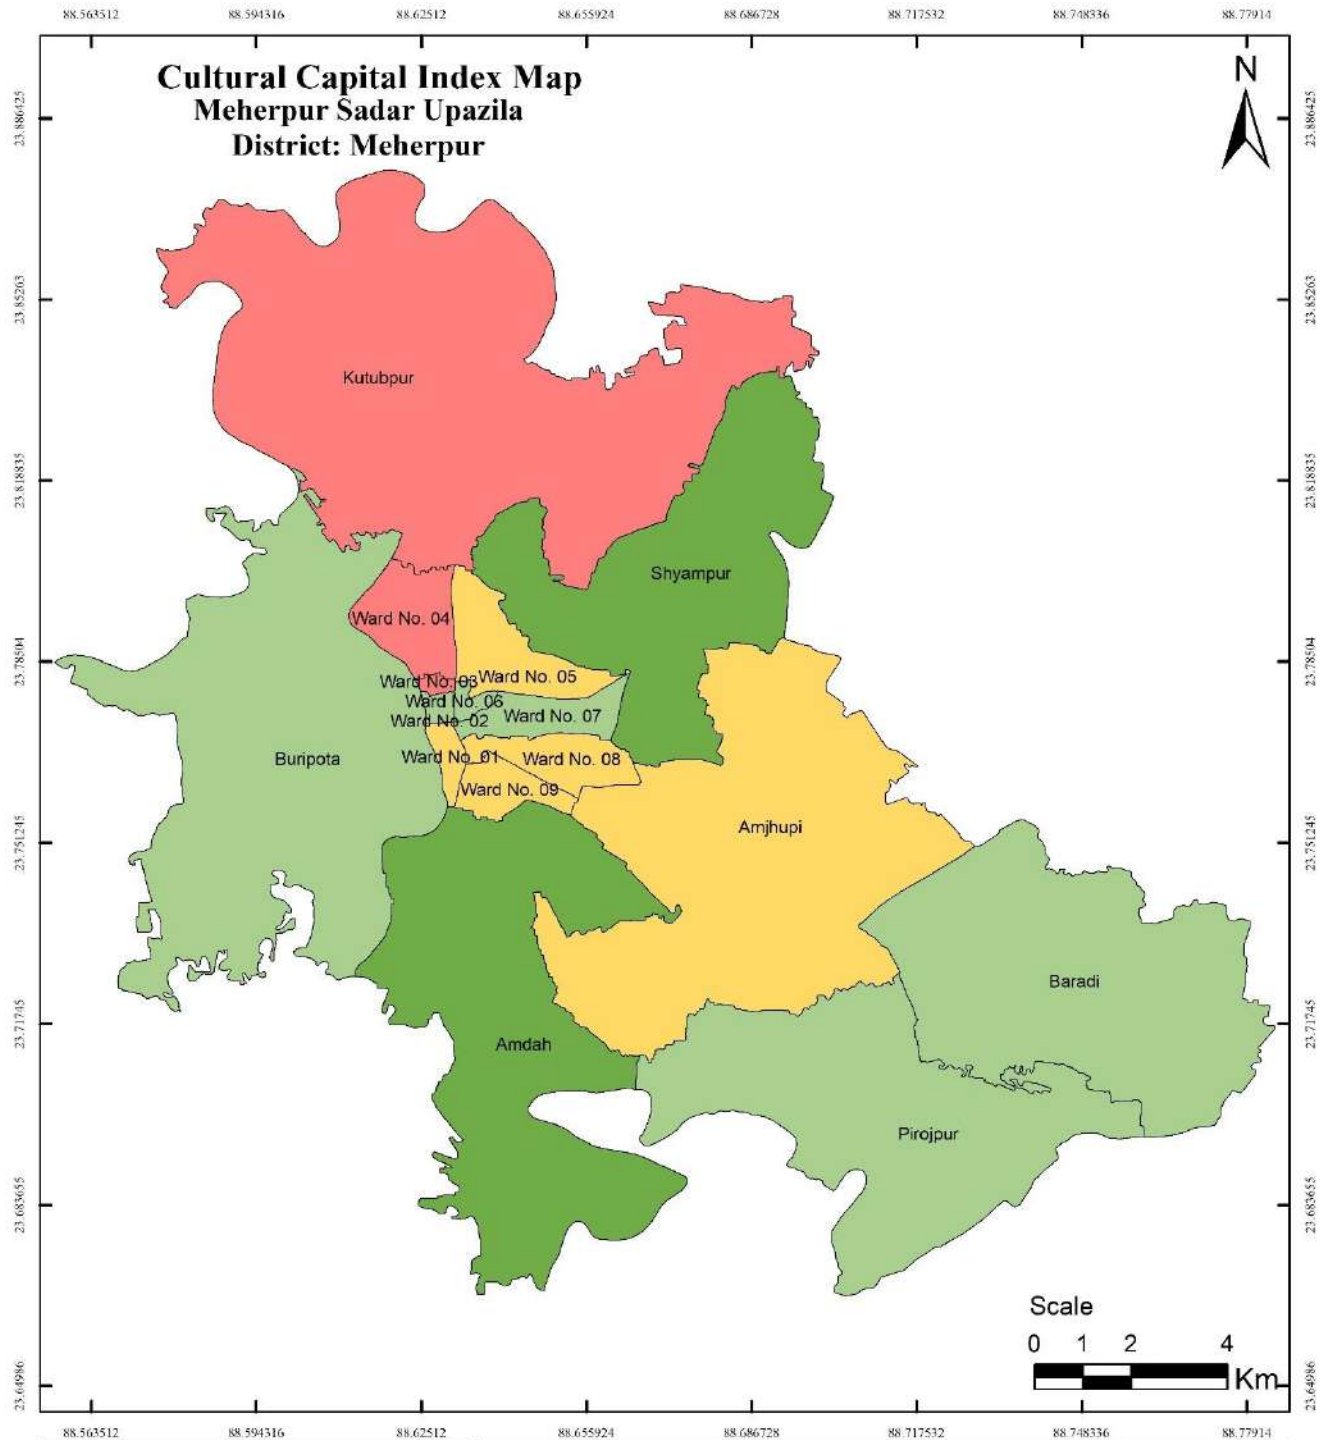 88.563512 88.594316 88.62512 88.655924 88.686728 88.717532 88.748336 88.77914
Cultural Capital Index Map
Meherpur Sadar Upazila
District: Meherpur
N
23.886425 23.886425
23.85263 23.85263
Kutubpur
23.818835 23.818835
Shyampur
Ward No. 04
23.78504 23.78504
Ward No. 05
Ward No. 03
Ward No. 06
Ward No. 07
Ward No. 02
Ward No. 01
Ward No. 08
Buripota
Ward No. 09
Amjhupi
23.751245 23.751245
Baradi
23.71745 23.71745
Amdah
Pirojpur
23.683655 23.683655
Scale
0 1 2 4
Km
23.64986 23.64986
88.563512 88.594316 88.62512 88.655924 88.686728 88.717532 88.748336 88.77914